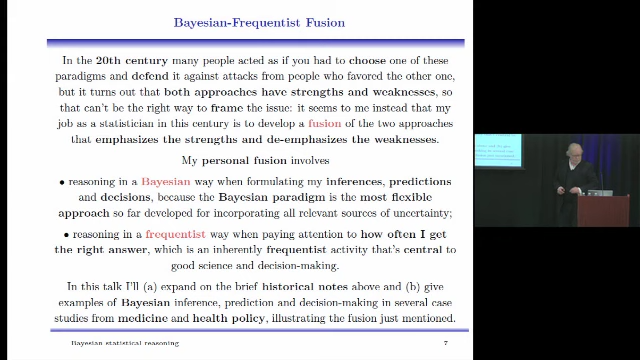 Bayesian-Frequentist Fusion
In the 20th century many people acted as if you had to choose one of these
paradigms and defend it against attacks from people who favored the other one,
but it turns out that both approaches have strengths and weaknesses, so
that can't be the right way to frame the issue: it seems to me instead that my
job as a statistician in this century is to develop a fusion of the two approaches
that emphasizes the strengths and de-emphasizes the weaknesses.
My personal fusion involves
• reasoning in a Bayesian way when formulating my inferences, predictions
and decisions, because the Bayesian paradigm is the most flexible
approach so far developed for incorporating all relevant sources of uncertainty;
• reasoning in a frequentist way when paying attention to how often I get
the right answer, which is an inherently frequentist activity that's central to
good science and decision-making.
In this talk I'll (a) expand on the brief historical notes above and (b) give
examples of Bayesian inference, prediction and decision-making in several case
studies from medicine and health policy, illustrating the fusion just mentioned.
Bayesian statistical reasoning 7